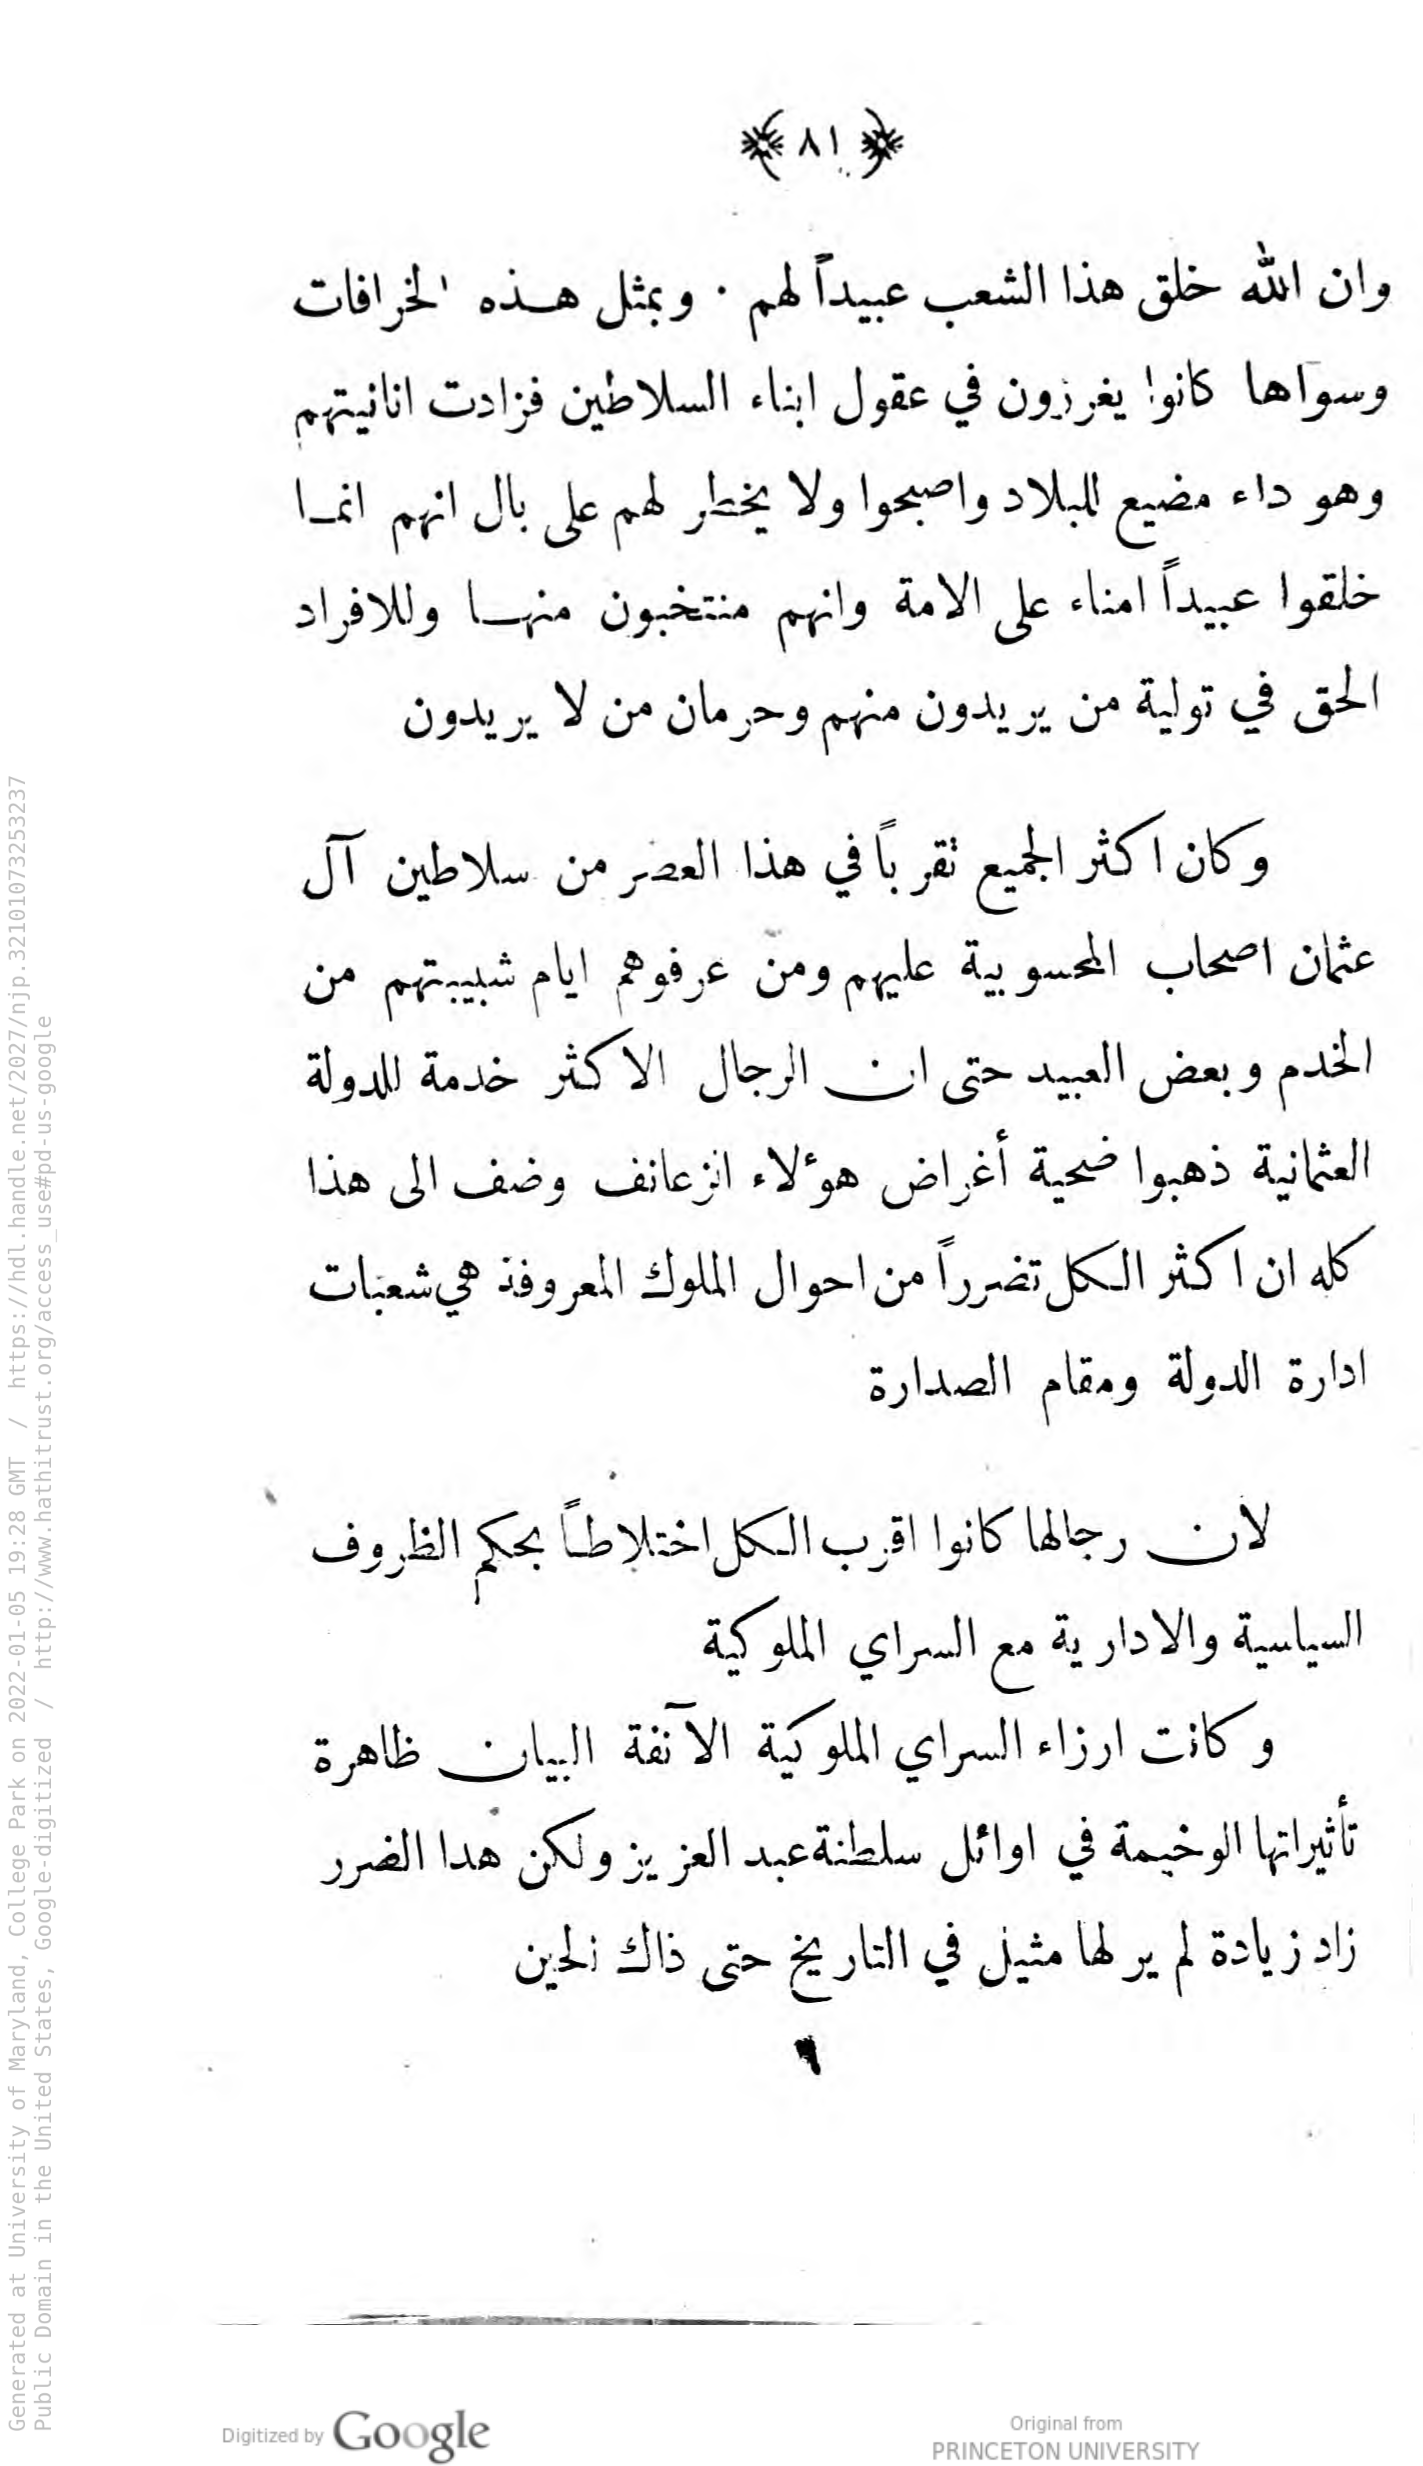 ﴿ ٨١ ﴾
وان الله خلق هذا الشعب عبيداً لهم . وبمثل هذه الخرافات
وسواها كانوا يغرزون في عقول ابناء السلاطين فزادت انانيتهم
وهو داء مضيع للبلاد واصبحوا ولا يخطر لهم على بال انهم انما
خلقوا عبيداً امناء على الامة وانهم منتخبون منها وللافراد
الحق في تولية من يريدون منهم وحرمان من لا يريدون
وكان اكثر الجميع تقرباً في هذا العصر من سلاطين آل
عثمان اصحاب المحسوبية عليهم ومن عرفوهم ايام شبيبتهم من
الخدم وبعض العبيد حتى ان الرجال الاكثر خدمة للدولة
العثمانية ذهبوا ضحية أغراض هؤلاء الزعانف وضف الى هذا
كله ان اكثر الكل تضرراً من احوال الملوك المعروفة هي شعبات
ادارة الدولة ومقام الصدارة
لان رجالها كانوا اقرب الكل اختلاطاً بحكم الظروف
السياسية والادارية مع السراي الملوكية
وكانت ارزاء السراي الملوكية الآنفة البيان ظاهرة
تأثيراتها الوخيمة في اوائل سلطنة عبد العزيز ولكن هدا الضرر
زاد زيادة لم ير لها مثيل في التاريخ حتى ذاك الحين
Generated at University of Maryland, College Park on 2022-01-05 19:28 GMT / https://hdl.handle.net/2027/njp.32101073253237
Public Domain in the United States, Google-digitized / http://www.hathitrust.org/access_use#pd-us-google
Digitized by Google
Original from
PRINCETON UNIVERSITY